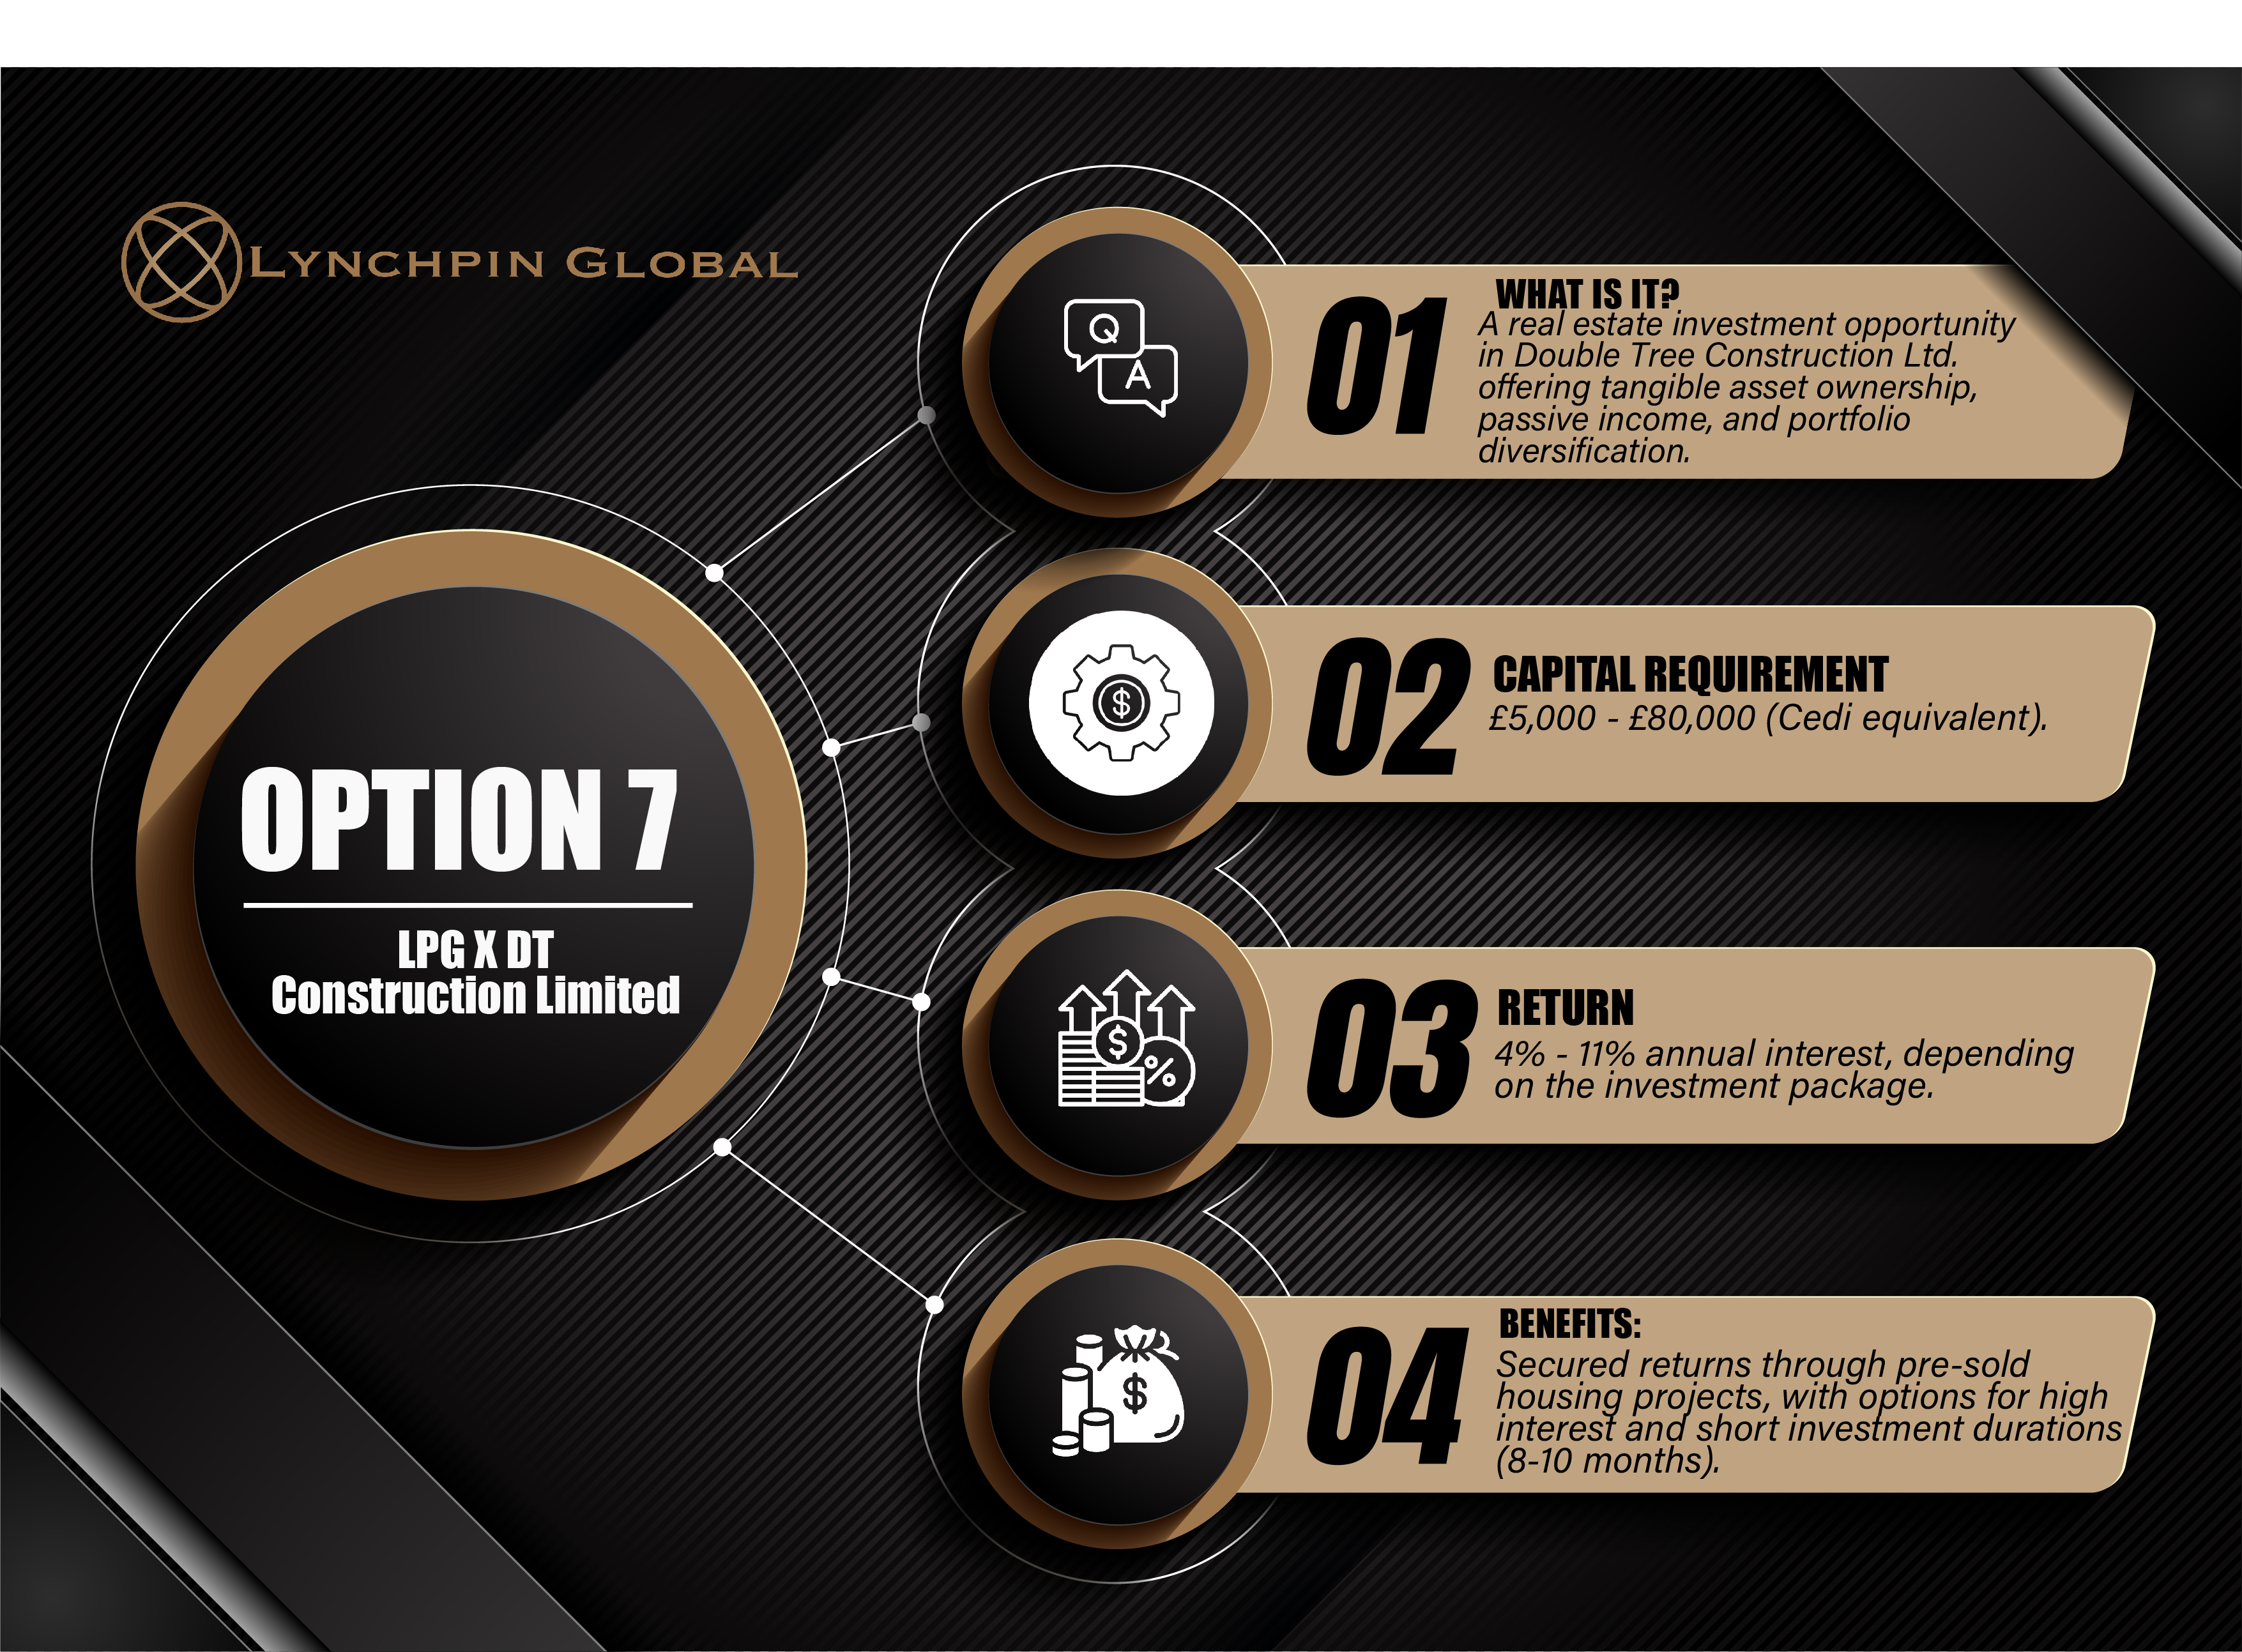 LYNCHPIN GLOBAL
OPTION 7
LPG X DT
Construction Limited
Q
A
01
WHAT IS IT?
A real estate investment opportunity
in Double Tree Construction Ltd.
offering tangible asset ownership,
passive income, and portfolio
diversification.
$
02
CAPITAL REQUIREMENT
£5,000 - £80,000 (Cedi equivalent).
$
%
03
RETURN
4% - 11% annual interest, depending
on the investment package.
$
04
BENEFITS:
Secured returns through pre-sold
housing projects, with options for high
interest and short investment durations
(8-10 months).